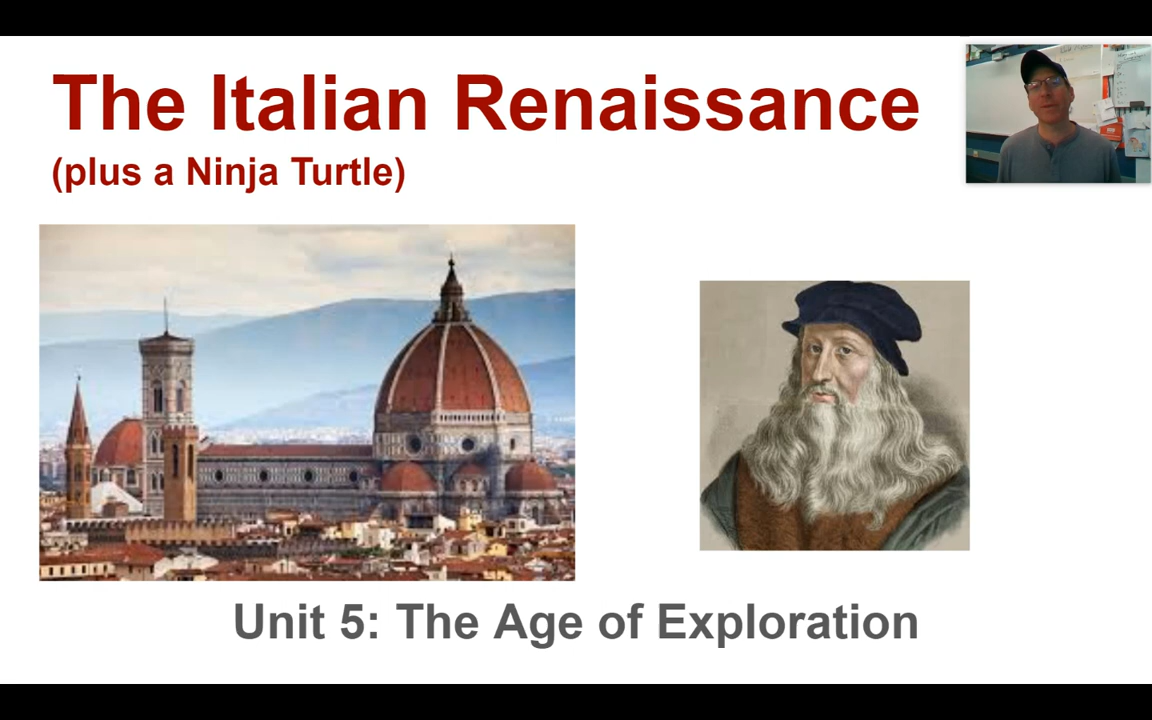 The Italian Renaissance
(plus a Ninja Turtle)
Unit 5: The Age of Exploration